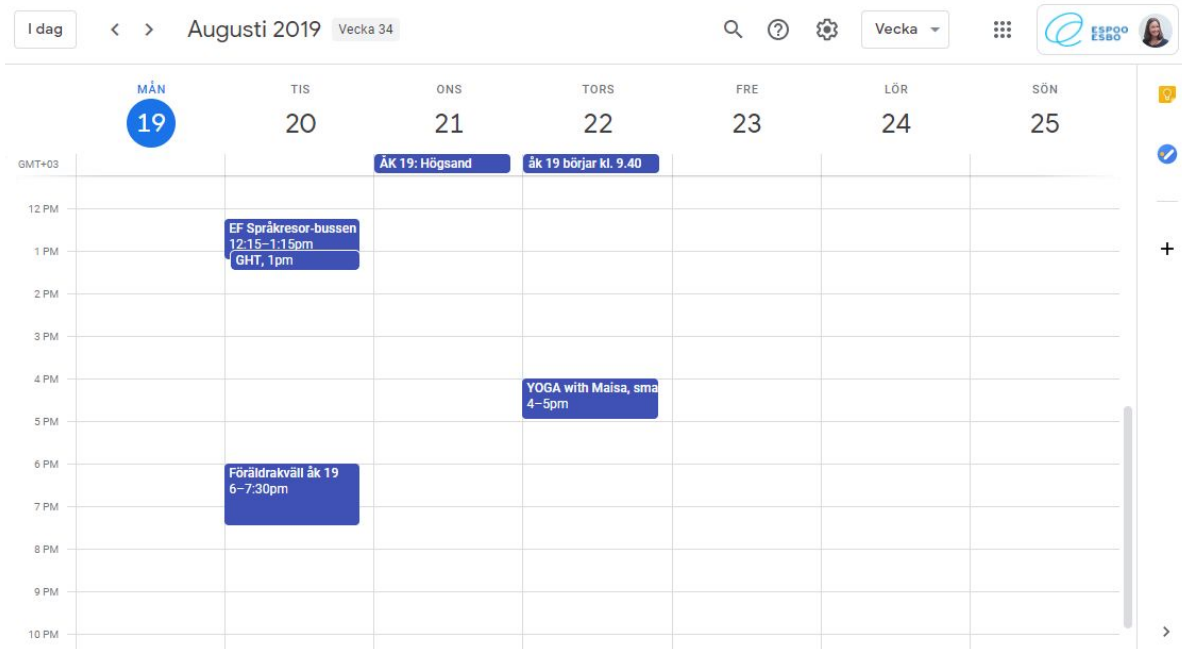 I dag
Augusti 2019
Vecka 34
Vecka
ESPOO
ESBO
MÅN
TIS
ONS
TORS
FRE
LÖR
SÖN
19
20
21
22
23
24
25
GMT+03
ÅK 19: Högsand
åk 19 börjar kl. 9.40
12 PM
EF Språkresor-bussen
12:15–1:15pm
1 PM
GHT, 1pm
2 PM
3 PM
4 PM
YOGA with Maisa, sma
4–5pm
5 PM
6 PM
Föräldrakväll åk 19
6–7:30pm
7 PM
8 PM
9 PM
10 PM